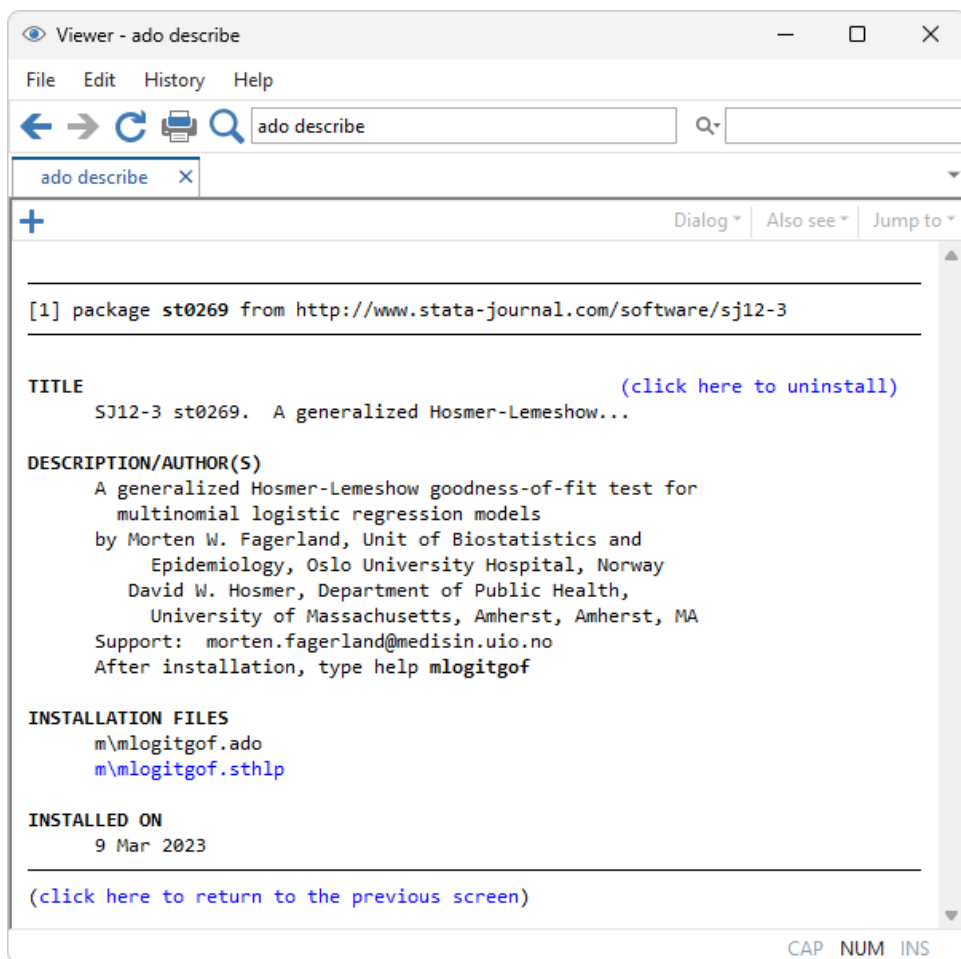 Viewer - ado describe
File Edit History Help
ado describe
ado describe
Dialog Also see Jump to
[1] package st0269 from http://www.stata-journal.com/software/sj12-3
TITLE (click here to uninstall)
SJ12-3 st0269. A generalized Hosmer-Lemeshow...
DESCRIPTION/AUTHOR(S)
A generalized Hosmer-Lemeshow goodness-of-fit test for
multinomial logistic regression models
by Morten W. Fagerland, Unit of Biostatistics and
Epidemiology, Oslo University Hospital, Norway
David W. Hosmer, Department of Public Health,
University of Massachusetts, Amherst, Amherst, MA
Support: morten.fagerland@medisin.uio.no
After installation, type help mlogitgof
INSTALLATION FILES
m\mlogitgof.ado
m\mlogitgof.sthlp
INSTALLED ON
9 Mar 2023
(click here to return to the previous screen)
CAP NUM INS